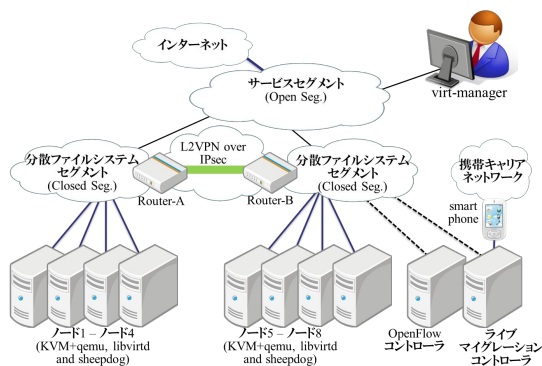 インターネット
サービスセグメント
(Open Seg.)
virt-manager
分散ファイルシステム
セグメント
(Closed Seg.)
L2VPN over
IPsec
Router-A
Router-B
分散ファイルシステム
セグメント
(Closed Seg.)
携帯キャリア
ネットワーク
smart
phone
ノード1 – ノード4
(KVM+qemu, libvirtd
and sheepdog)
ノード5 – ノード8
(KVM+qemu, libvirtd
and sheepdog)
OpenFlow
コントローラ
ライブ
マイグレーション
コントローラ